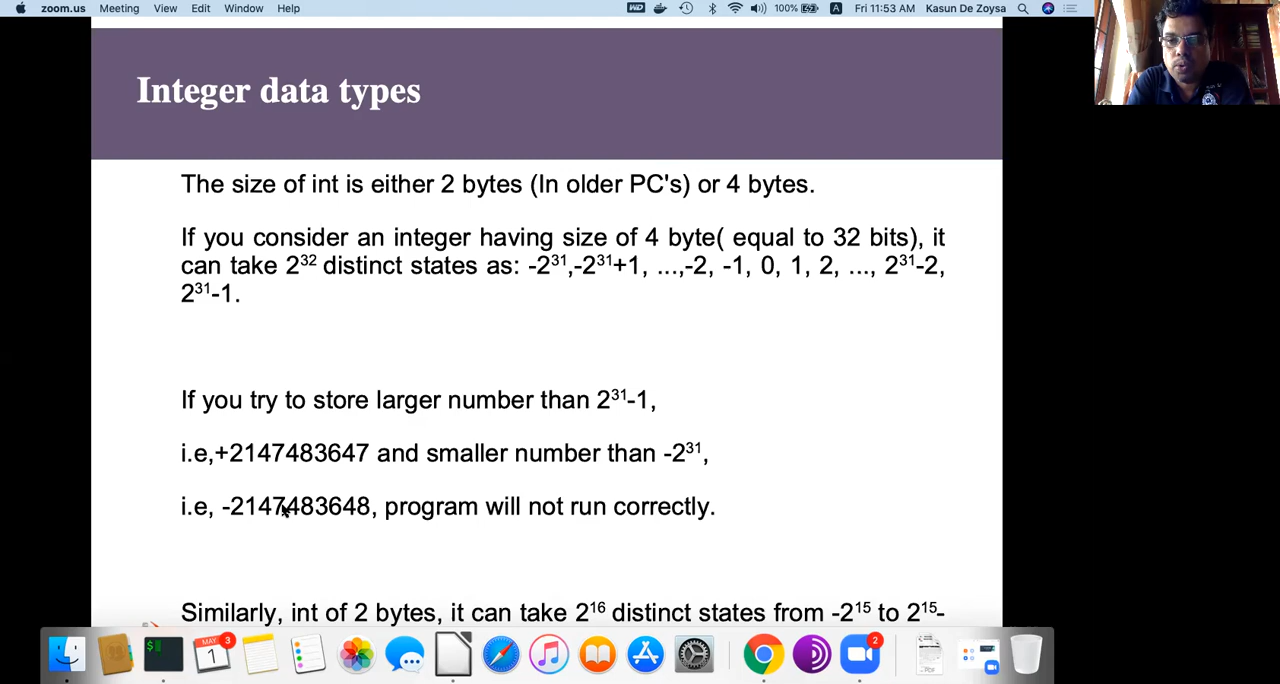 zoom.us Meeting View Edit Window Help 100% Fri 11:53 AM Kasun De Zoysa
Integer data types
The size of int is either 2 bytes (In older PC's) or 4 bytes.
If you consider an integer having size of 4 byte( equal to 32 bits), it
can take 2³² distinct states as: -2³¹,-2³¹+1, ...,-2, -1, 0, 1, 2, ..., 2³¹-2,
2³¹-1.
If you try to store larger number than 2³¹-1,
i.e,+2147483647 and smaller number than -2³¹,
i.e, -2147483648, program will not run correctly.
Similarly, int of 2 bytes, it can take 2¹⁶ distinct states from -2¹⁵ to 2¹⁵-
MAY 1 3 2